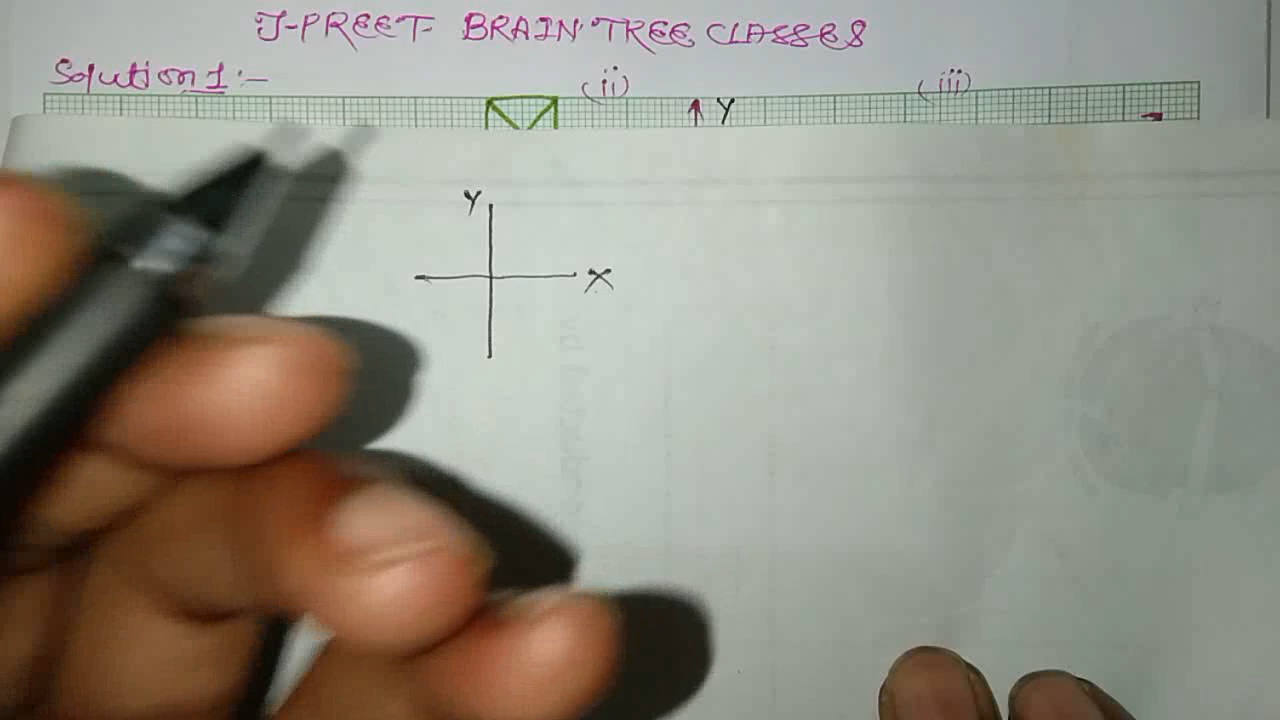 J-PREET BRAIN TREE CLASSES
Solution 1:-
(ii)
(iii)
Y
Y
X